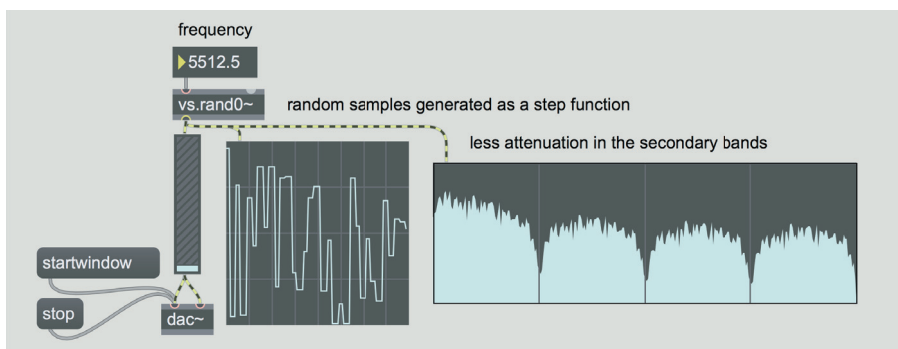 frequency
5512.5
vs.rand0~
random samples generated as a step function
less attenuation in the secondary bands
startwindow
stop
dac~